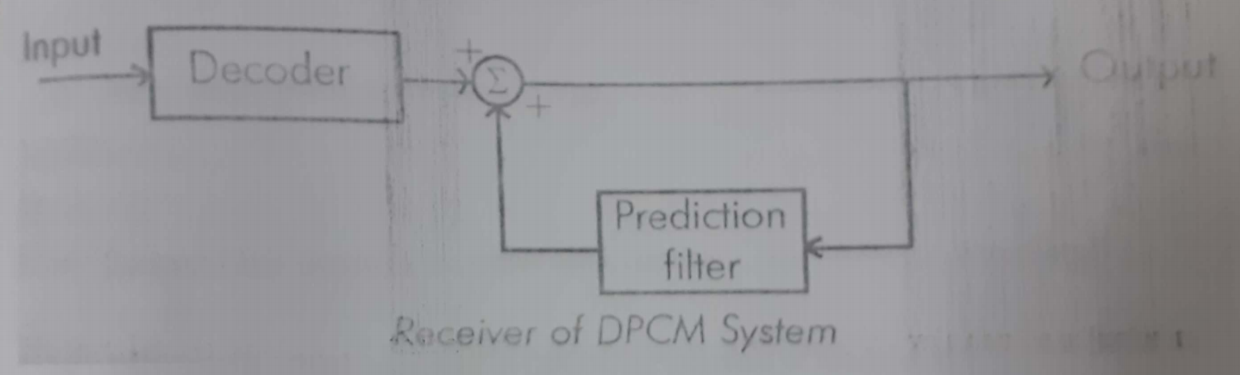 Input
Decoder
+
Σ
+
Output
Prediction
filter
Receiver of DPCM System